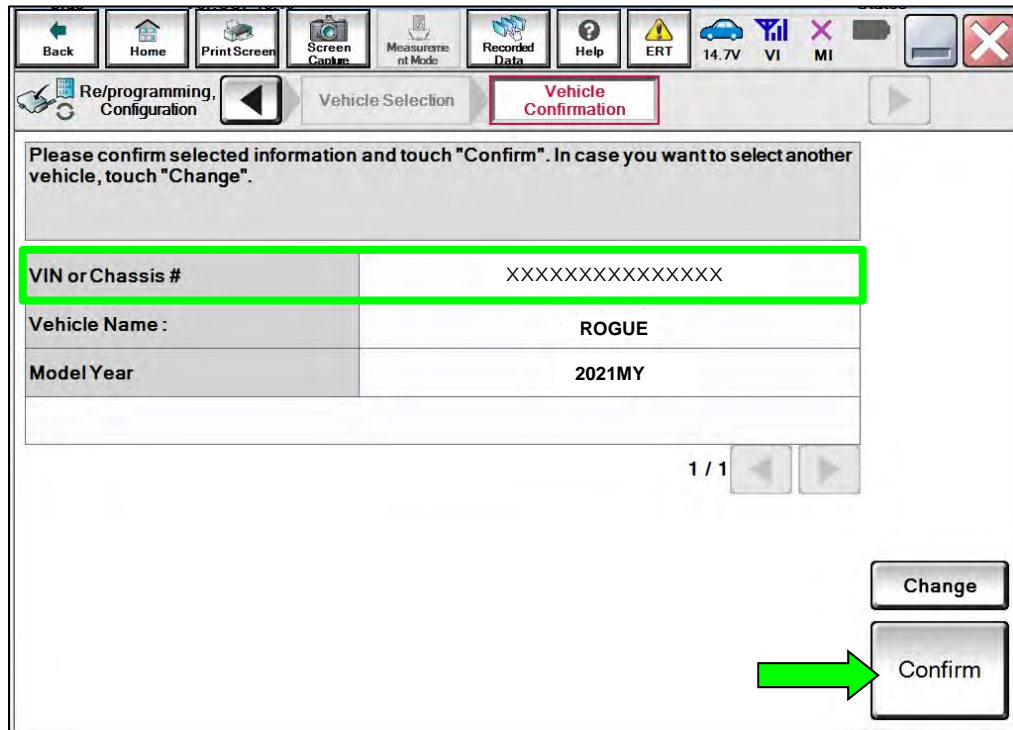 Back
Home
Print Screen
Screen
Capture
Measureme
nt Mode
Recorded
Data
Help
ERT
14.7V
VI
MI
Re/programming,
Configuration
Vehicle Selection
Vehicle
Confirmation
Please confirm selected information and touch "Confirm". In case you want to select another
vehicle, touch "Change".
VIN or Chassis # XXXXXXXXXXXXXXX
Vehicle Name : ROGUE
Model Year 2021MY
1 / 1
Change
Confirm